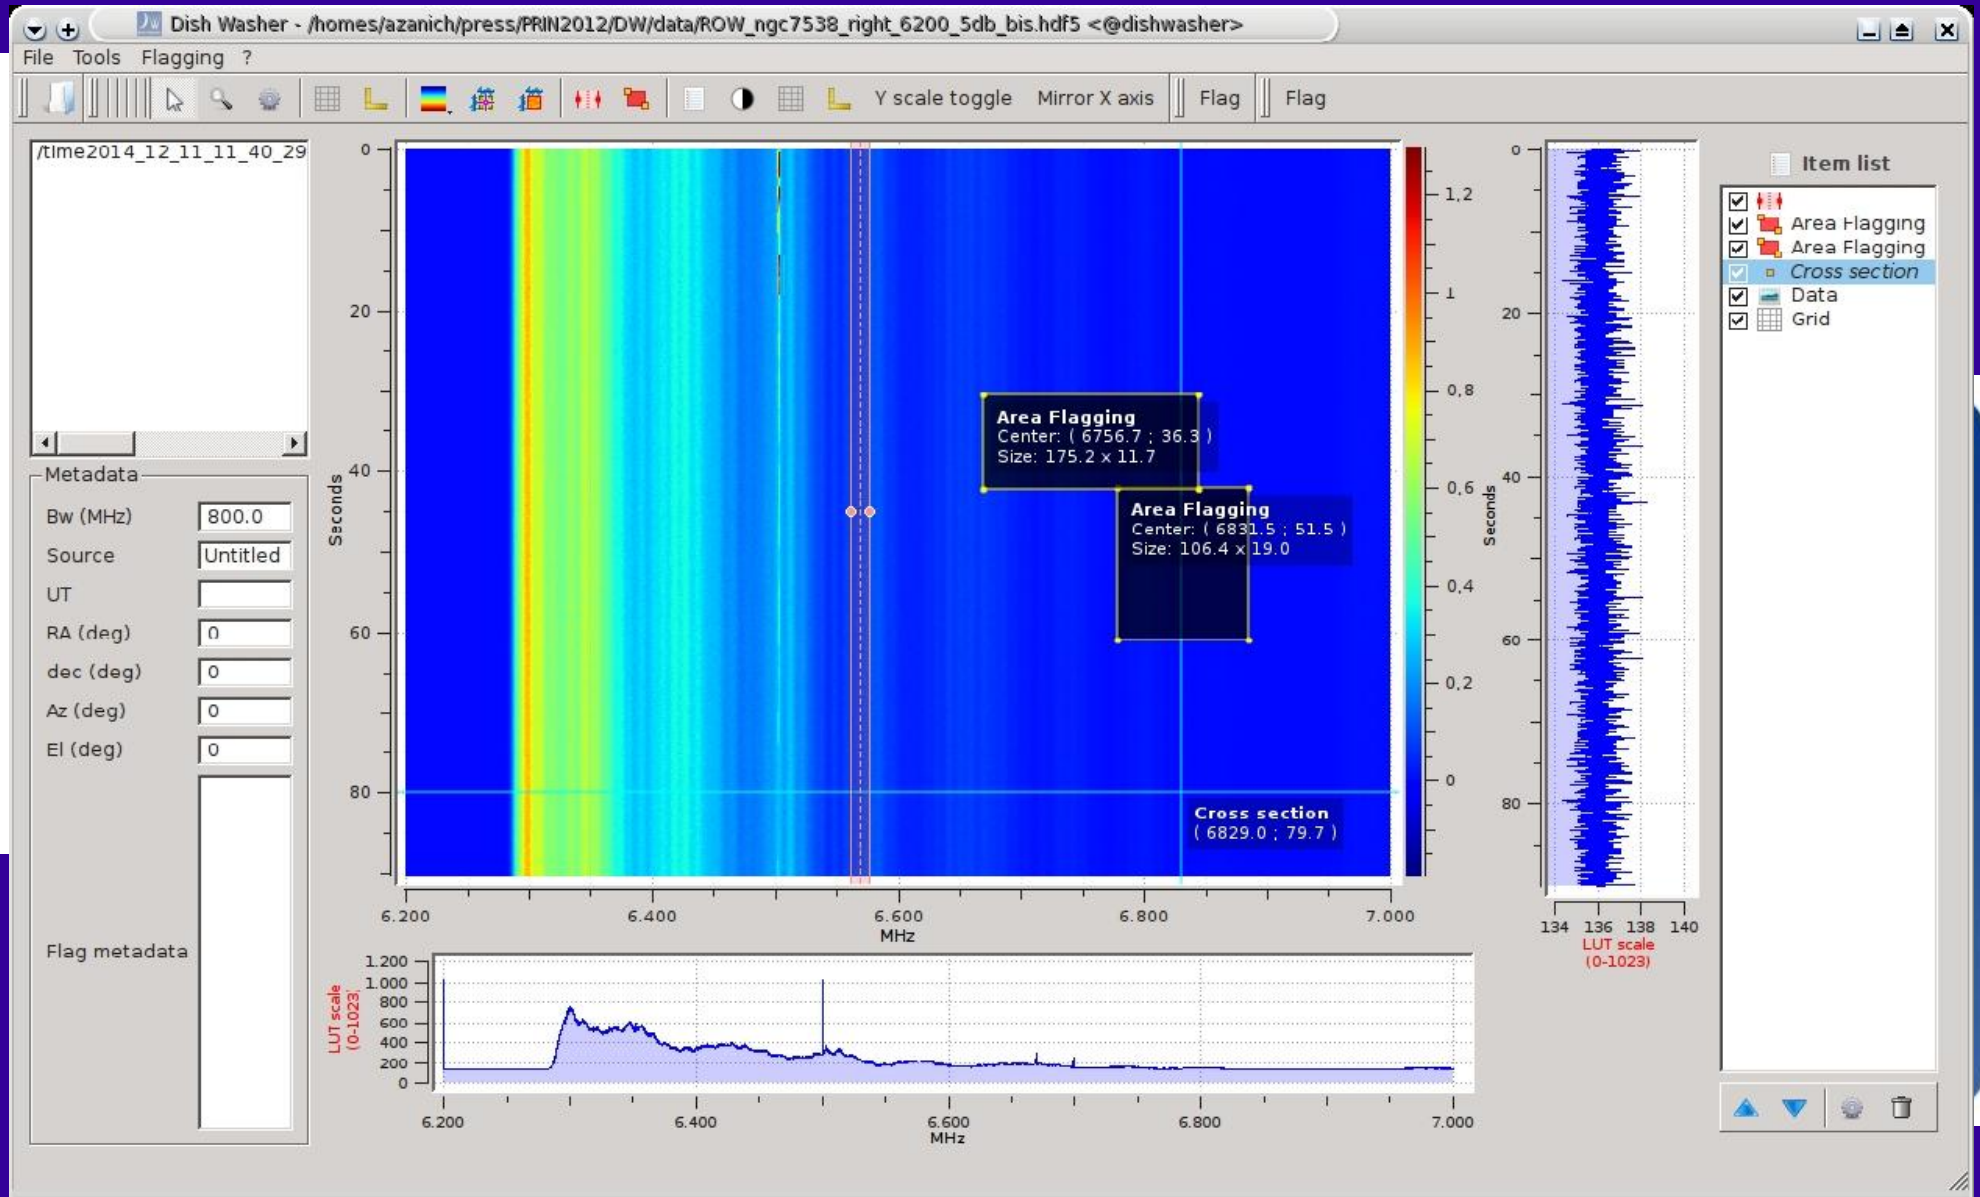 Dish Washer - /homes/azanich/press/PRIN2012/DW/data/ROW_ngc7538_right_6200_5db_bis.hdf5 <@dishwasher>
File Tools Flagging ?
Y scale toggle Mirror X axis Flag Flag
/time2014_12_11_11_40_29
Metadata
Bw (MHz) 800.0
Source Untitled
UT
RA (deg) 0
dec (deg) 0
Az (deg) 0
El (deg) 0
Flag metadata
0
20
40
60
80
Seconds
Area Flagging
Center: ( 6756.7 ; 36.3 )
Size: 175.2 x 11.7
Area Flagging
Center: ( 6831.5 ; 51.5 )
Size: 106.4 x 19.0
Cross section
( 6829.0 ; 79.7 )
6.200 6.400 6.600 6.800 7.000
MHz
1,2
1
0,8
0,6
0,4
0,2
0
Seconds
0
20
40
60
80
134 136 138 140
LUT scale
(0-1023)
Item list
Area Flagging
Area Flagging
Cross section
Data
Grid
LUT scale
(0-1023)
1.200
1.000
800
600
400
200
0
6.200 6.400 6.600 6.800 7.000
MHz